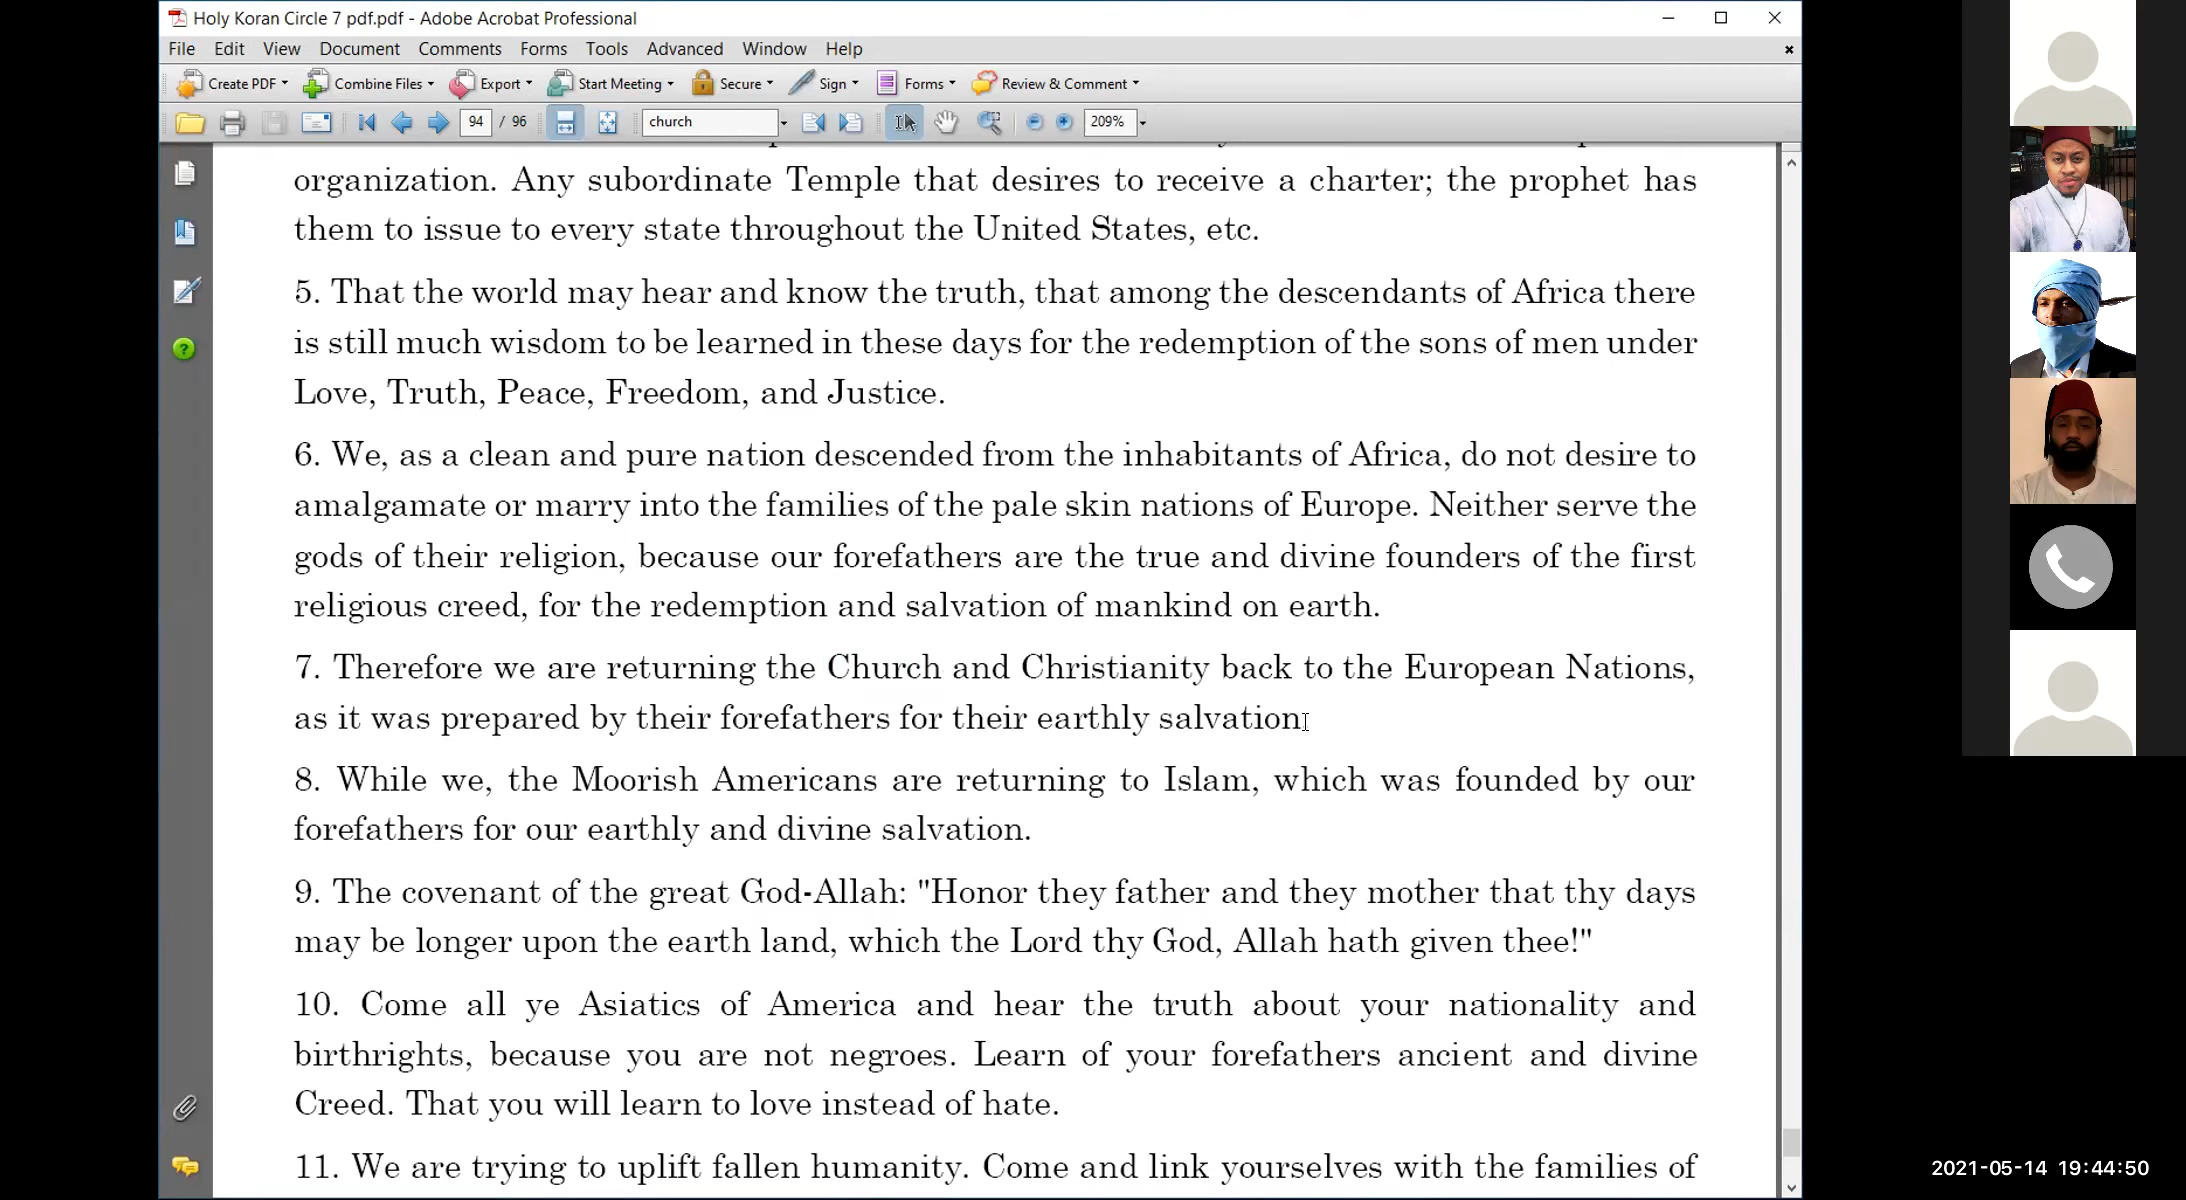 Holy Koran Circle 7 pdf.pdf - Adobe Acrobat Professional
File Edit View Document Comments Forms Tools Advanced Window Help
Create PDF Combine Files Export Start Meeting Secure Sign Forms Review & Comment
94 / 96 church 209%
organization. Any subordinate Temple that desires to receive a charter; the prophet has
them to issue to every state throughout the United States, etc.
5. That the world may hear and know the truth, that among the descendants of Africa there
is still much wisdom to be learned in these days for the redemption of the sons of men under
Love, Truth, Peace, Freedom, and Justice.
6. We, as a clean and pure nation descended from the inhabitants of Africa, do not desire to
amalgamate or marry into the families of the pale skin nations of Europe. Neither serve the
gods of their religion, because our forefathers are the true and divine founders of the first
religious creed, for the redemption and salvation of mankind on earth.
7. Therefore we are returning the Church and Christianity back to the European Nations,
as it was prepared by their forefathers for their earthly salvation.
8. While we, the Moorish Americans are returning to Islam, which was founded by our
forefathers for our earthly and divine salvation.
9. The covenant of the great God-Allah: "Honor they father and they mother that thy days
may be longer upon the earth land, which the Lord thy God, Allah hath given thee!"
10. Come all ye Asiatics of America and hear the truth about your nationality and
birthrights, because you are not negroes. Learn of your forefathers ancient and divine
Creed. That you will learn to love instead of hate.
11. We are trying to uplift fallen humanity. Come and link yourselves with the families of
2021-05-14 19:44:50